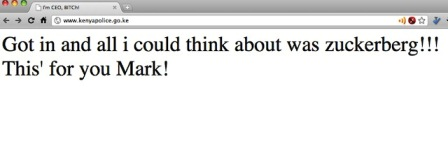 I'm CEO, BITCH!
www.kenyapolice.go.ke
Got in and all i could think about was zuckerberg!!!
This' for you Mark!